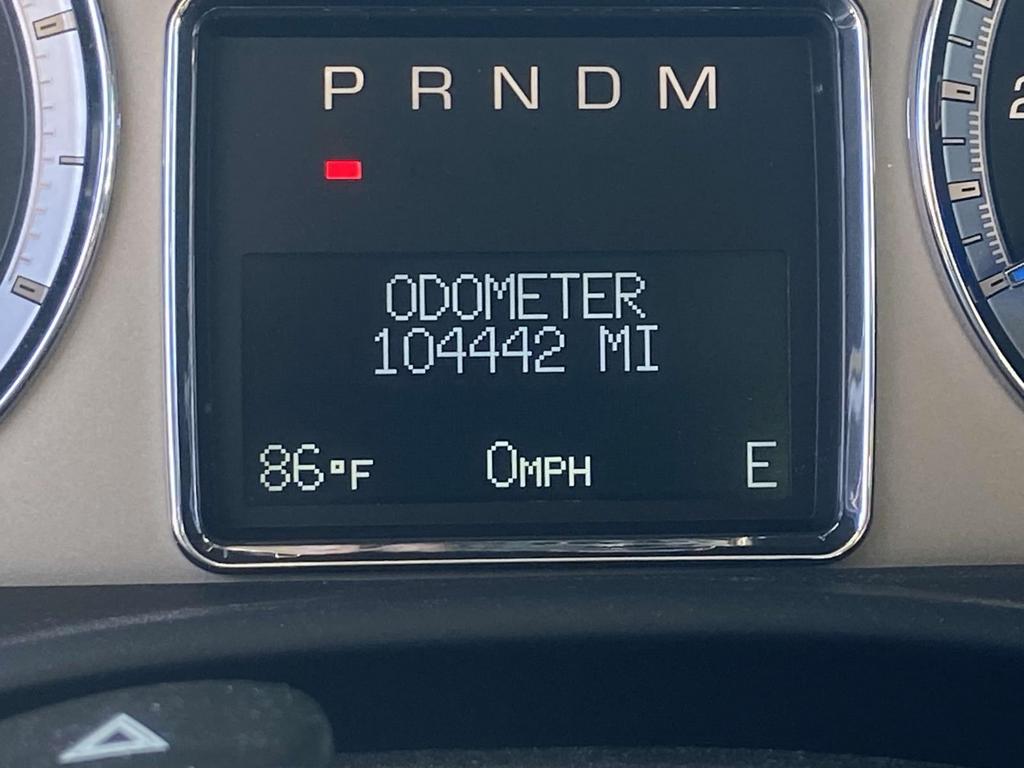 P R N D M
ODOMETER
104442 MI
86°F 0MPH E